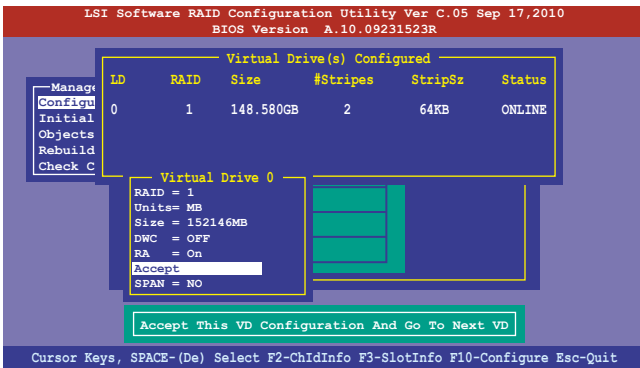 LSI Software RAID Configuration Utility Ver C.05 Sep 17,2010
BIOS Version A.10.09231523R
Virtual Drive(s) Configured
LD RAID Size #Stripes StripSz Status
0 1 148.580GB 2 64KB ONLINE
Manage
Configu
Initial
Objects
Rebuild
Check C
Virtual Drive 0
RAID = 1
Units= MB
Size = 152146MB
DWC = OFF
RA = On
Accept
SPAN = NO
Accept This VD Configuration And Go To Next VD
Cursor Keys, SPACE-(De) Select F2-ChIdInfo F3-SlotInfo F10-Configure Esc-Quit